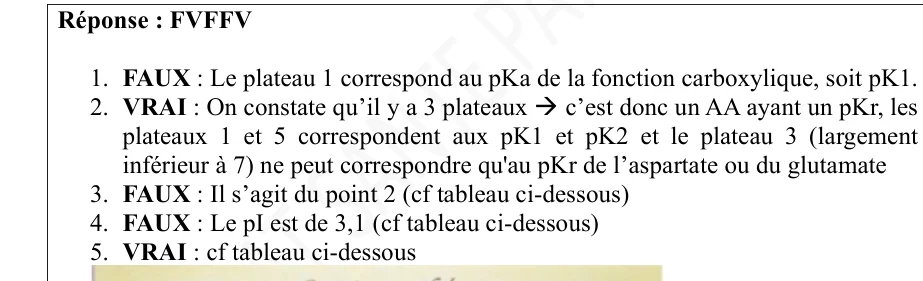 Réponse : FVFFV
1. FAUX : Le plateau 1 correspond au pKa de la fonction carboxylique, soit pK1.
2. VRAI : On constate qu’il y a 3 plateaux → c’est donc un AA ayant un pKr, les
plateaux 1 et 5 correspondent aux pK1 et pK2 et le plateau 3 (largement
inférieur à 7) ne peut correspondre qu'au pKr de l’aspartate ou du glutamate
3. FAUX : Il s’agit du point 2 (cf tableau ci-dessous)
4. FAUX : Le pI est de 3,1 (cf tableau ci-dessous)
5. VRAI : cf tableau ci-dessous